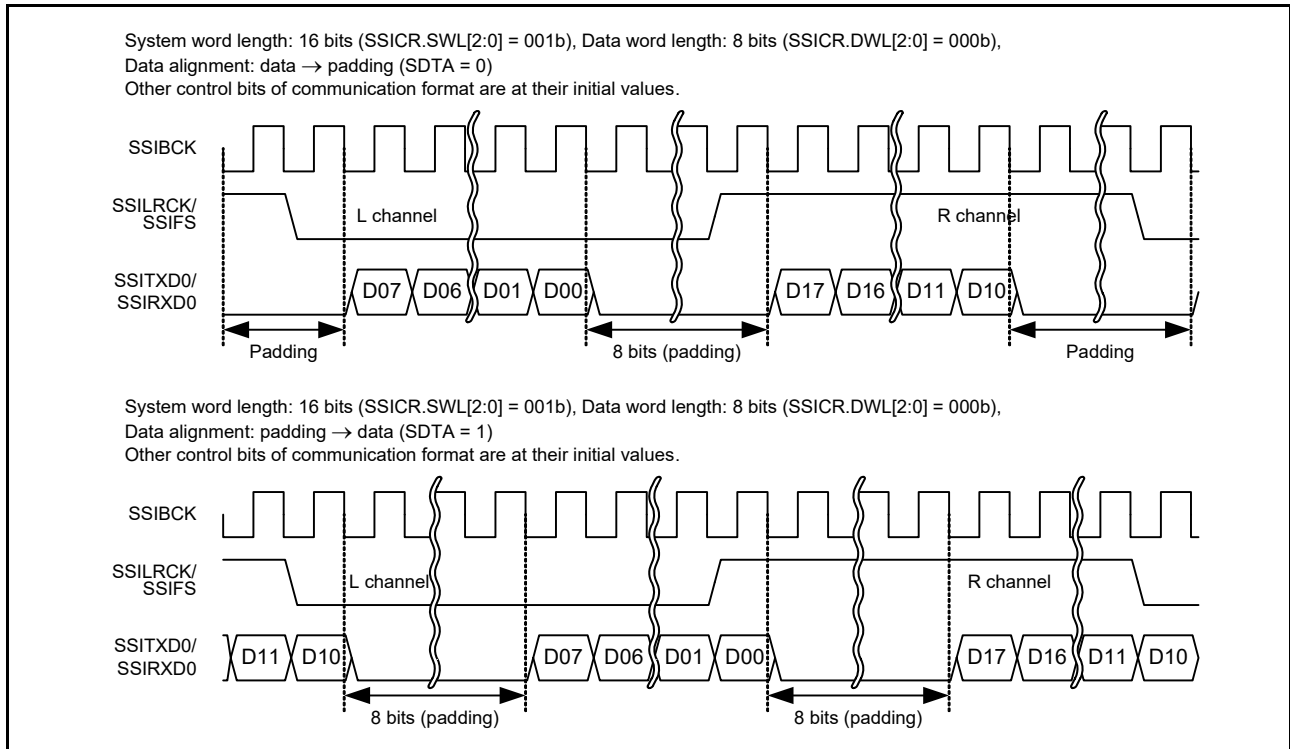 System word length: 16 bits (SSICR.SWL[2:0] = 001b), Data word length: 8 bits (SSICR.DWL[2:0] = 000b),
Data alignment: data → padding (SDTA = 0)
Other control bits of communication format are at their initial values.
SSIBCK
SSILRCK/
SSIFS
L channel
R channel
SSITXD0/
SSIRXD0
D07 D06 D01 D00 D17 D16 D11 D10
Padding
8 bits (padding)
Padding
System word length: 16 bits (SSICR.SWL[2:0] = 001b), Data word length: 8 bits (SSICR.DWL[2:0] = 000b),
Data alignment: padding → data (SDTA = 1)
Other control bits of communication format are at their initial values.
SSIBCK
SSILRCK/
SSIFS
L channel
R channel
SSITXD0/
SSIRXD0
D11 D10 D07 D06 D01 D00 D17 D16 D11 D10
8 bits (padding)
8 bits (padding)